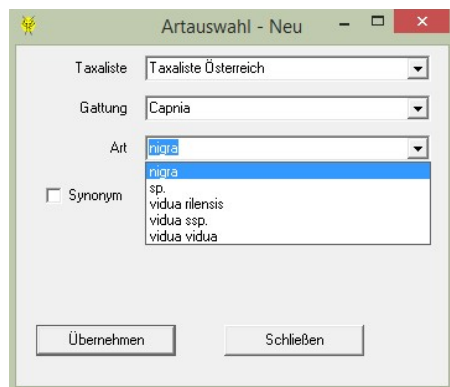 Artauswahl - Neu
Taxaliste Taxaliste Österreich
Gattung Capnia
Art nigra
nigra
Synonym sp.
vidua rilensis
vidua ssp.
vidua vidua
Übernehmen Schließen